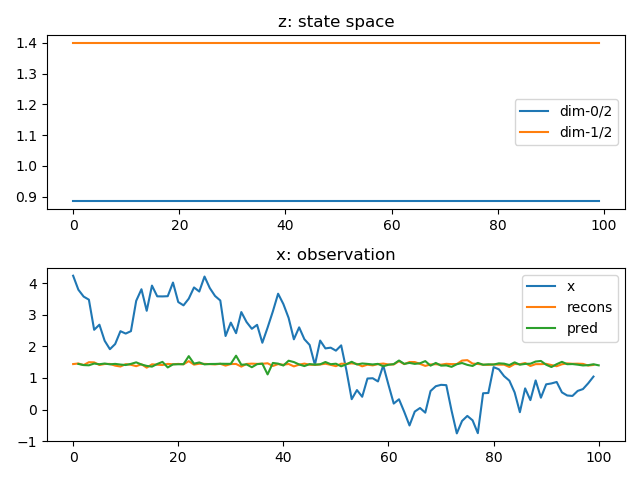 z: state space
1.4
1.3
1.2
1.1
1.0
0.9
dim-0/2
dim-1/2
0 20 40 60 80 100
x: observation
4
3
2
1
0
−1
x
recons
pred
0 20 40 60 80 100